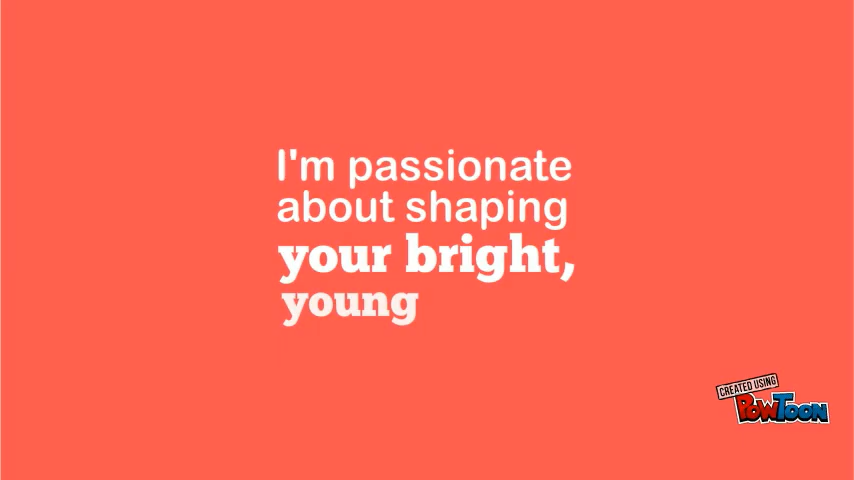 I'm passionate
about shaping
your bright,
young
CREATED USING
POWTOON